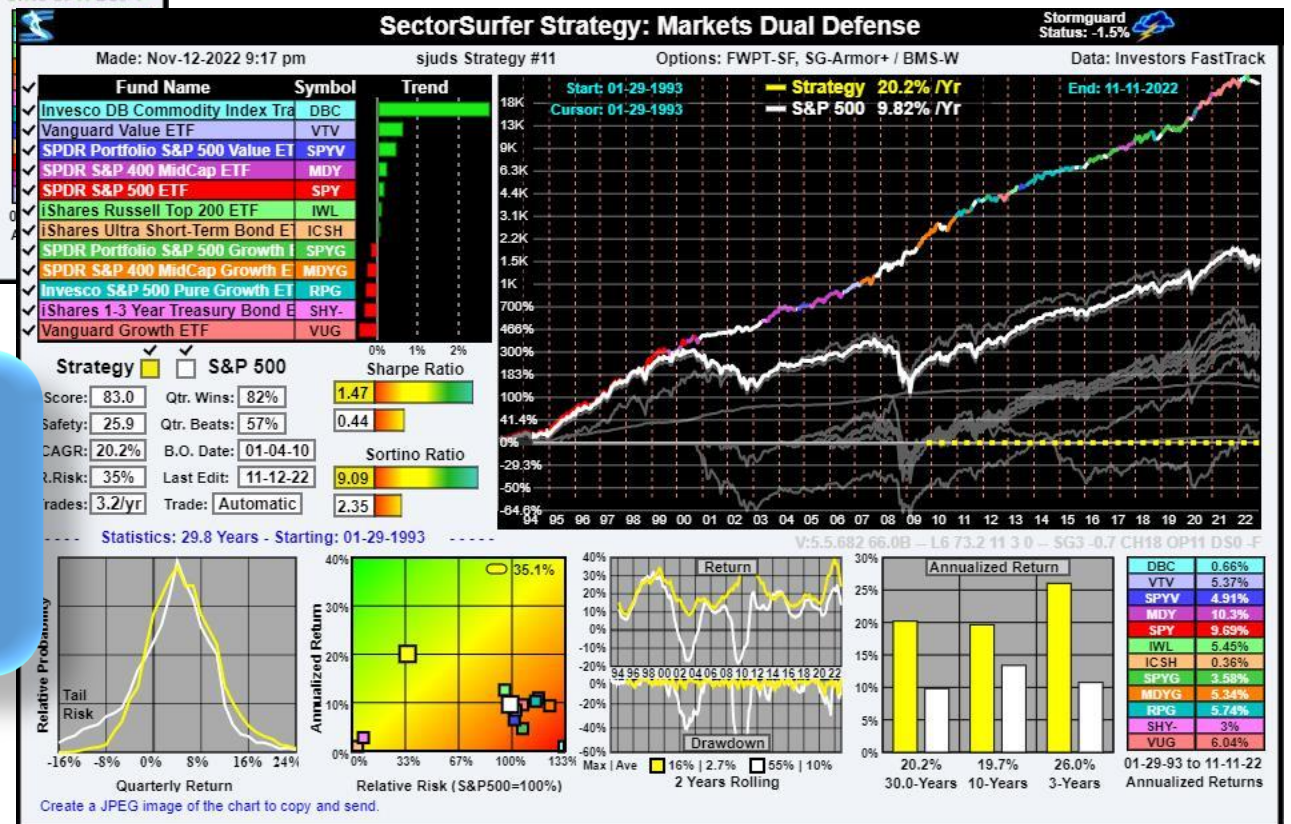 SectorSurfer Strategy: Markets Dual Defense
Stormguard
Status: -1.5%
Made: Nov-12-2022 9:17 pm sjuds Strategy #11 Options: FWPT-SF, SG-Armor+ / BMS-W Data: Investors FastTrack
Fund Name Symbol Trend
Invesco DB Commodity Index Tra DBC
Vanguard Value ETF VTV
SPDR Portfolio S&P 500 Value ET SPYV
SPDR S&P 400 MidCap ETF MDY
SPDR S&P 500 ETF SPY
iShares Russell Top 200 ETF IWL
iShares Ultra Short-Term Bond ET ICSH
SPDR Portfolio S&P 500 Growth E SPYG
SPDR S&P 400 MidCap Growth E MDYG
Invesco S&P 500 Pure Growth ET RPG
iShares 1-3 Year Treasury Bond E SHY-
Vanguard Growth ETF VUG
0% 1% 2%
Start: 01-29-1993 Strategy 20.2% /Yr End: 11-11-2022
Cursor: 01-29-1993 S&P 500 9.82% /Yr
18K
13K
9K
6.3K
4.4K
3.1K
2.2K
1.5K
1K
700%
466%
300%
183%
100%
41.4%
0%
-29.3%
-50%
-64.6%
94 95 96 97 98 99 00 01 02 03 04 05 06 07 08 09 10 11 12 13 14 15 16 17 18 19 20 21 22
Strategy S&P 500
Score: 83.0 Qtr. Wins: 82%
Safety: 25.9 Qtr. Beats: 57%
CAGR: 20.2% B.O. Date: 01-04-10
R.Risk: 35% Last Edit: 11-12-22
rades: 3.2/yr Trade: Automatic
Sharpe Ratio
1.47
0.44
Sortino Ratio
9.09
2.35
- - - - Statistics: 29.8 Years - Starting: 01-29-1993 - - - - -
V:5.5.682 66.0B -- L6 73.2 11 3 0 -- SG3 -0.7 CH18 OP11 DS0 -F
Relative Probability
Tail
Risk
-16% -8% 0% 8% 16% 24%
Quarterly Return
Create a JPEG image of the chart to copy and send.
Annualized Return
40%
30%
20%
10%
0%
35.1%
0% 33% 67% 100% 133%
Relative Risk (S&P500=100%)
Return
40%
30%
20%
10%
0%
-10%
-20%
94 96 98 00 02 04 06 08 10 12 14 16 18 20 22
0%
-20%
-40%
-60%
Drawdown
Max | Ave 16% | 2.7% 55% | 10%
2 Years Rolling
Annualized Return
30%
25%
20%
15%
10%
5%
0%
20.2% 19.7% 26.0%
30.0-Years 10-Years 3-Years
DBC 0.66%
VTV 5.37%
SPYV 4.91%
MDY 10.3%
SPY 9.69%
IWL 5.45%
ICSH 0.36%
SPYG 3.58%
MDYG 5.34%
RPG 5.74%
SHY- 3%
VUG 6.04%
01-29-93 to 11-11-22
Annualized Returns